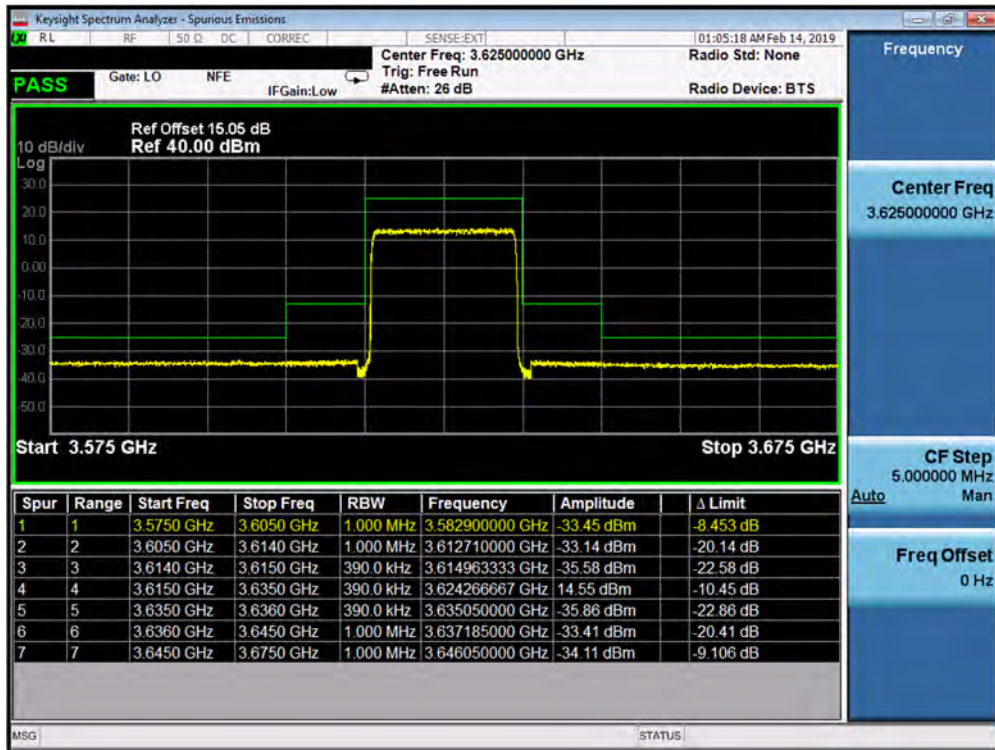 Keysight Spectrum Analyzer - Spurious Emissions
LXI RL RF 50 Ω DC CORREC SENSE:EXT 01:05:18 AM Feb 14, 2019
Center Freq: 3.625000000 GHz Radio Std: None
PASS Gate: LO NFE Trig: Free Run
IFGain:Low #Atten: 26 dB Radio Device: BTS
Ref Offset 15.05 dB
10 dB/div Ref 40.00 dBm
Log
30.0
20.0
10.0
0.00
-10.0
-20.0
-30.0
-40.0
-50.0
Start 3.575 GHz Stop 3.675 GHz
Spur Range Start Freq Stop Freq RBW Frequency Amplitude Δ Limit
1 1 3.5750 GHz 3.6050 GHz 1.000 MHz 3.582900000 GHz -33.45 dBm -8.453 dB
2 2 3.6050 GHz 3.6140 GHz 1.000 MHz 3.612710000 GHz -33.14 dBm -20.14 dB
3 3 3.6140 GHz 3.6150 GHz 390.0 kHz 3.614963333 GHz -35.58 dBm -22.58 dB
4 4 3.6150 GHz 3.6350 GHz 390.0 kHz 3.624266667 GHz 14.55 dBm -10.45 dB
5 5 3.6350 GHz 3.6360 GHz 390.0 kHz 3.635050000 GHz -35.86 dBm -22.86 dB
6 6 3.6360 GHz 3.6450 GHz 1.000 MHz 3.637185000 GHz -33.41 dBm -20.41 dB
7 7 3.6450 GHz 3.6750 GHz 1.000 MHz 3.646050000 GHz -34.11 dBm -9.106 dB
MSG STATUS
Frequency
Center Freq
3.625000000 GHz
CF Step
5.000000 MHz
Auto Man
Freq Offset
0 Hz